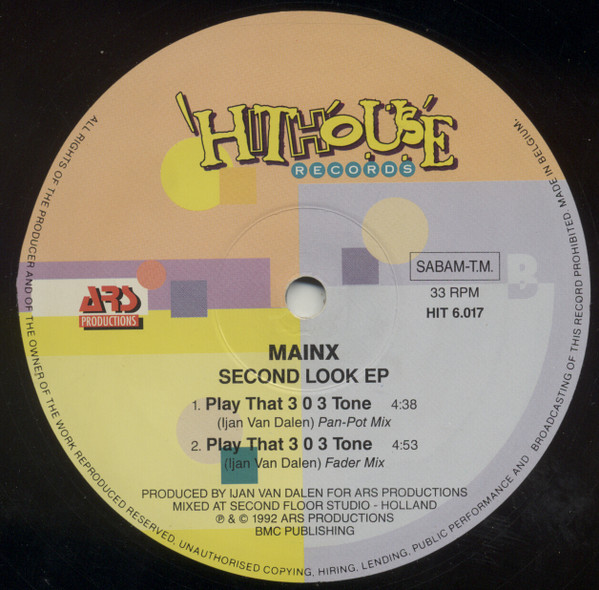 HITHOUSE
RECORDS
ARS
PRODUCTIONS
SABAM-T.M.
33 RPM
HIT 6.017
B
MAINX
SECOND LOOK EP
1. Play That 3 0 3 Tone 4:38
(Ijan Van Dalen) Pan-Pot Mix
2. Play That 3 0 3 Tone 4:53
(Ijan Van Dalen) Fader Mix
PRODUCED BY IJAN VAN DALEN FOR ARS PRODUCTIONS
MIXED AT SECOND FLOOR STUDIO - HOLLAND
℗ & © 1992 ARS PRODUCTIONS
BMC PUBLISHING
ALL RIGHTS OF THE PRODUCER AND OF THE OWNER OF THE WORK REPRODUCED RESERVED. UNAUTHORISED COPYING, HIRING, LENDING, PUBLIC PERFORMANCE AND BROADCASTING OF THIS RECORD PROHIBITED. MADE IN BELGIUM.